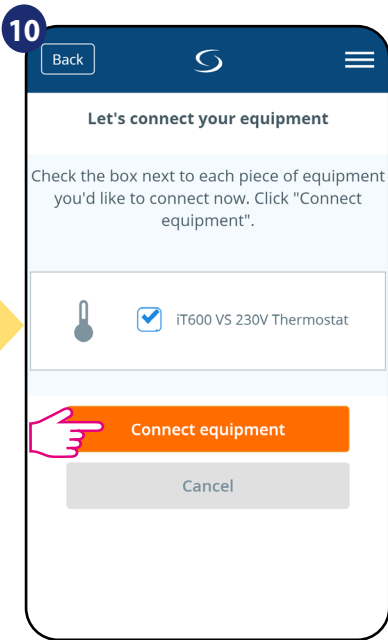 10
Back
Let's connect your equipment
Check the box next to each piece of equipment
you'd like to connect now. Click "Connect
equipment".
iT600 VS 230V Thermostat
Connect equipment
Cancel